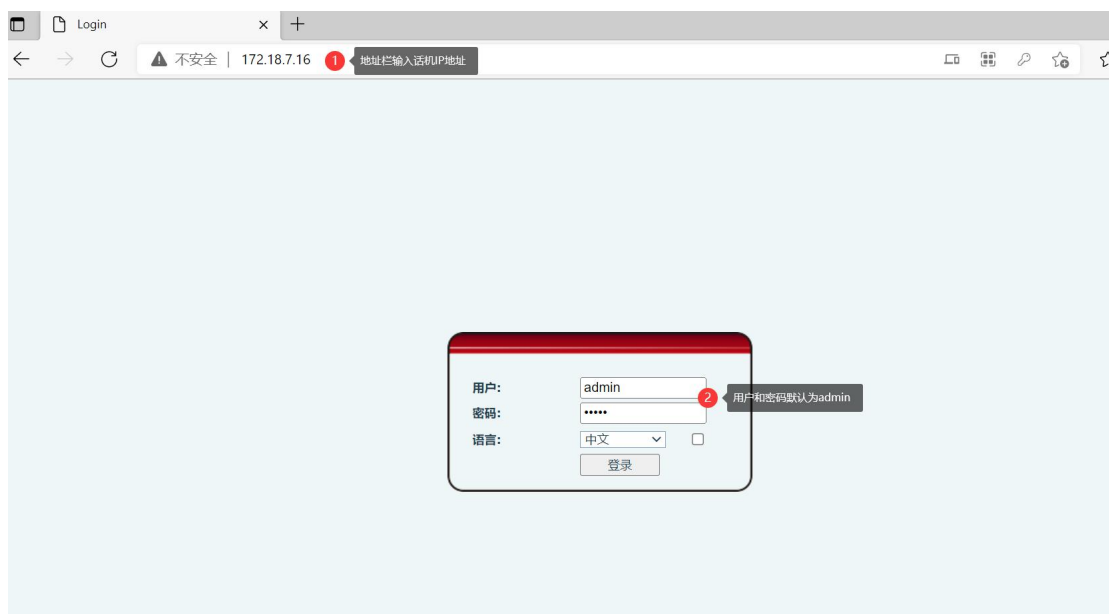 Login
不安全 | 172.18.7.16 1 地址栏输入话机IP地址
用户: admin
2 用户和密码默认为admin
密码: •••••
语言: 中文
登录